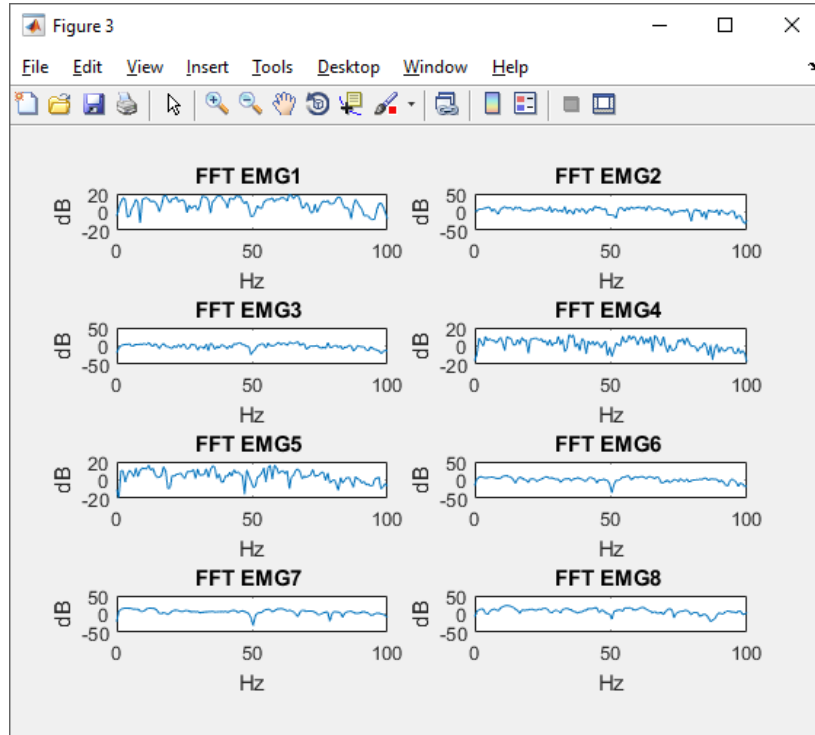 Figure 3
File Edit View Insert Tools Desktop Window Help
FFT EMG1
dB
20
0
-20
0 50 100
Hz
FFT EMG2
dB
50
0
-50
0 50 100
Hz
FFT EMG3
dB
50
0
-50
0 50 100
Hz
FFT EMG4
dB
20
0
-20
0 50 100
Hz
FFT EMG5
dB
20
0
-20
0 50 100
Hz
FFT EMG6
dB
50
0
-50
0 50 100
Hz
FFT EMG7
dB
50
0
-50
0 50 100
Hz
FFT EMG8
dB
50
0
-50
0 50 100
Hz